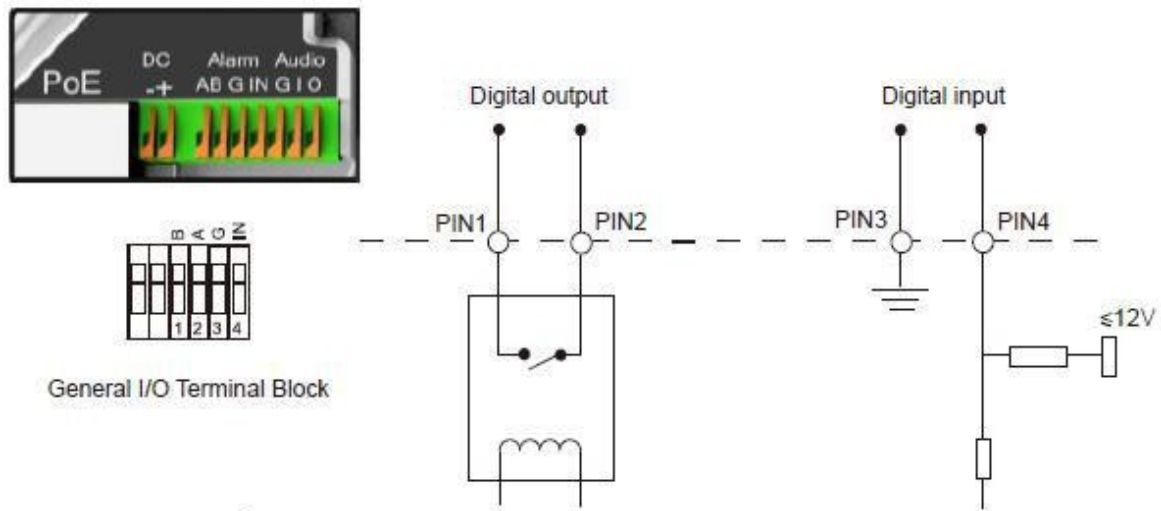 DC Alarm Audio
PoE -+ AB G IN G I O
Digital output
Digital input
PIN1
PIN2
PIN3
PIN4
B A G IN
1 2 3 4
≤12V
General I/O Terminal Block